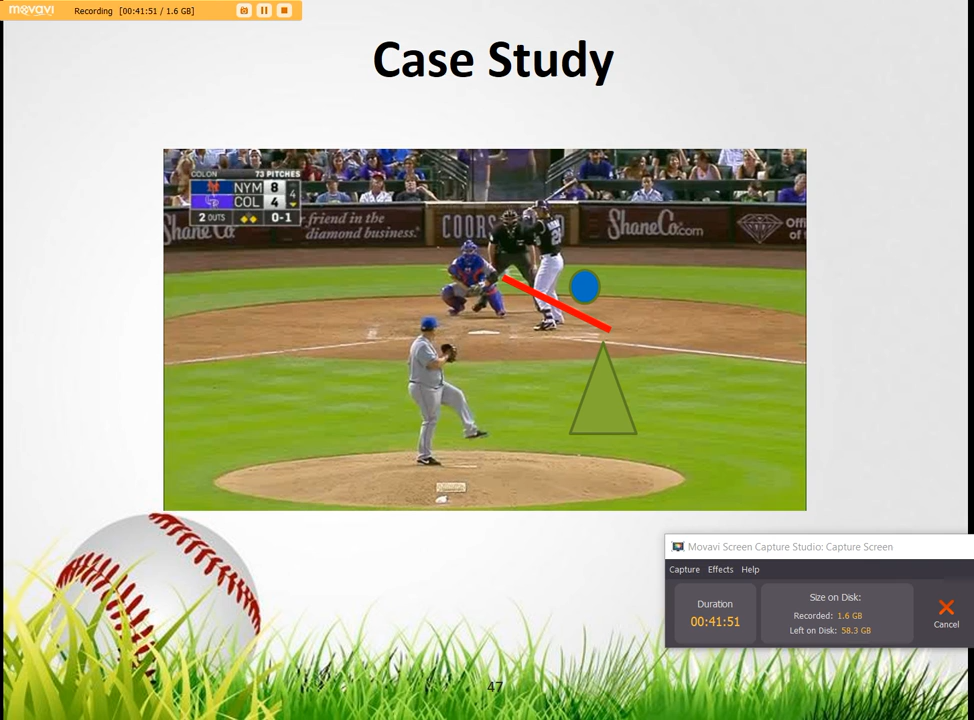 movavi
Recording [00:41:51 / 1.6 GB]
Case Study
COLON 73 PITCHES
NYM 8
COL 4
4
2 OUTS 0-1
friend in the
diamond business.
COORS
ShaneCo.com
Offi
of
Movavi Screen Capture Studio: Capture Screen
Capture Effects Help
Duration
00:41:51
Size on Disk:
Recorded: 1.6 GB
Left on Disk: 58.3 GB
Cancel
47